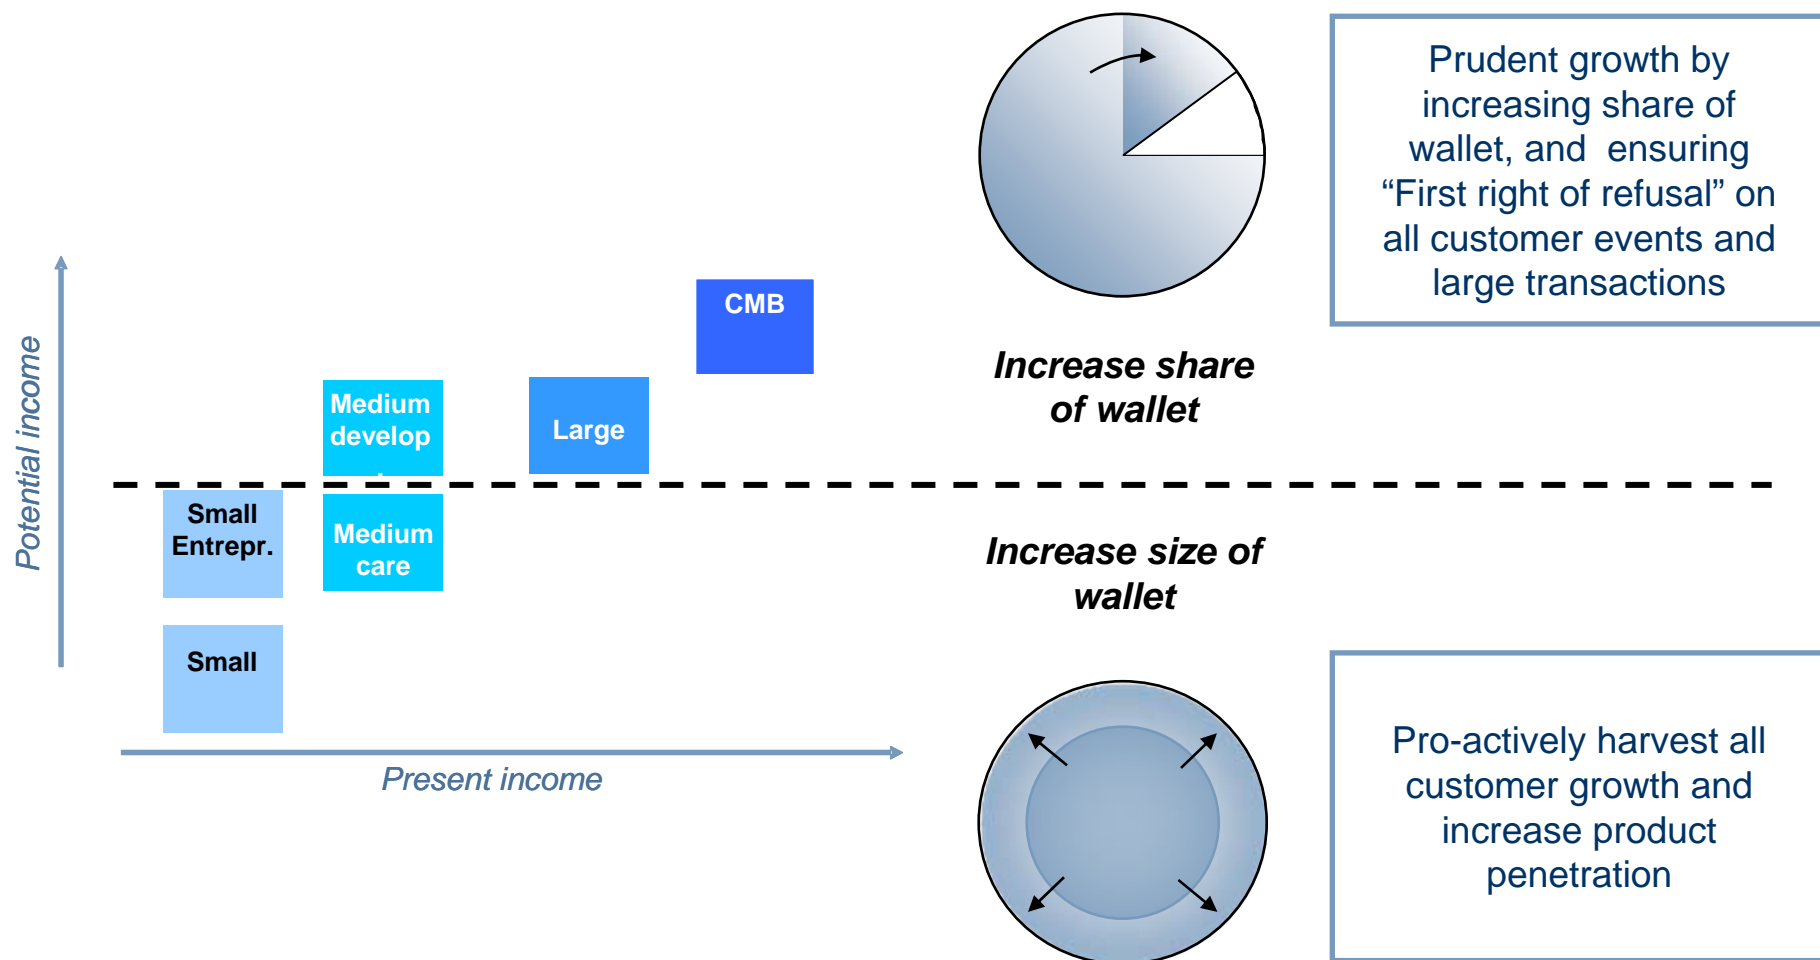 Prudent growth by
increasing share of
wallet, and ensuring
“First right of refusal” on
all customer events and
large transactions
CMB
Increase share
of wallet
Medium
develop
Large
Potential income
Small
Entrepr.
Medium
care
Increase size of
wallet
Small
Present income
Pro-actively harvest all
customer growth and
increase product
penetration